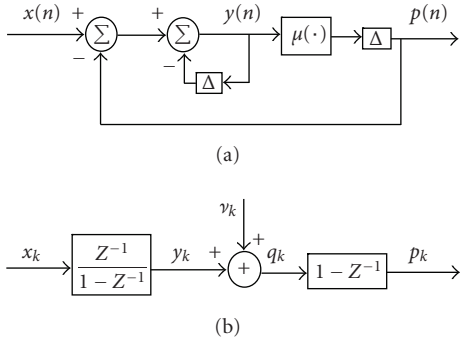 x(n) + Σ + Σ y(n) μ(·) Δ p(n)
− − Δ
(a)
ν_k
x_k Z^{-1} / 1 − Z^{-1} y_k + + + q_k 1 − Z^{-1} p_k
(b)